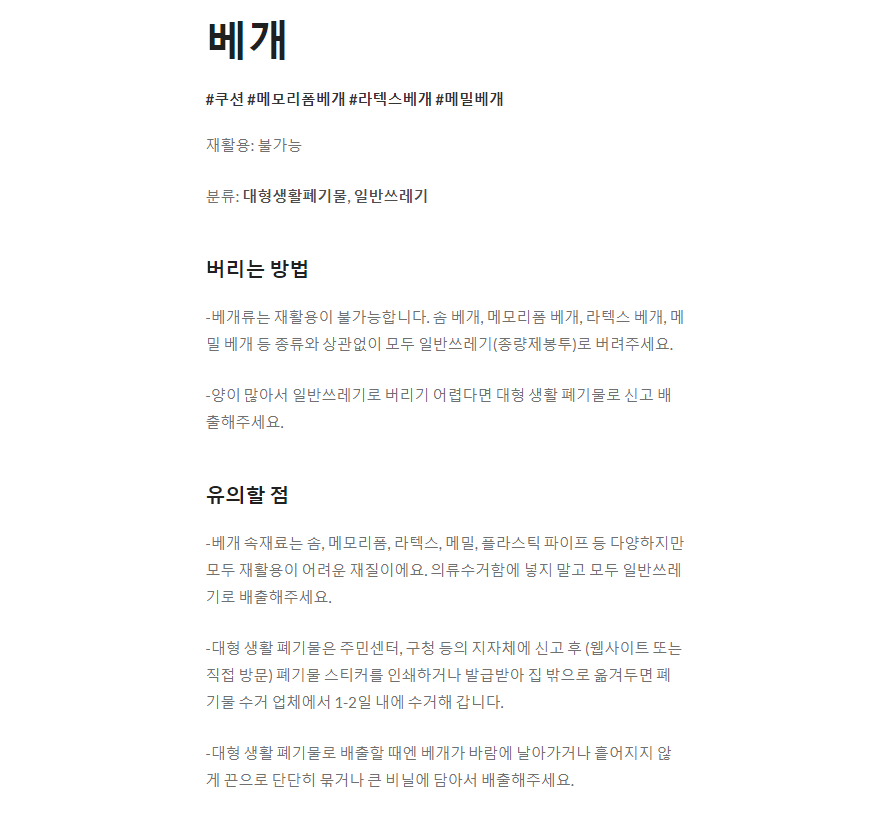 베개
#쿠션 #메모리폼베개 #라텍스베개 #메밀베개
재활용: 불가능
분류: 대형생활폐기물, 일반쓰레기
버리는 방법
-베개류는 재활용이 불가능합니다. 솜 베개, 메모리폼 베개, 라텍스 베개, 메
밀 베개 등 종류와 상관없이 모두 일반쓰레기(종량제봉투)로 버려주세요.
-양이 많아서 일반쓰레기로 버리기 어렵다면 대형 생활 폐기물로 신고 배
출해주세요.
유의할 점
-베개 속재료는 솜, 메모리폼, 라텍스, 메밀, 플라스틱 파이프 등 다양하지만
모두 재활용이 어려운 재질이에요. 의류수거함에 넣지 말고 모두 일반쓰레
기로 배출해주세요.
-대형 생활 폐기물은 주민센터, 구청 등의 지자체에 신고 후 (웹사이트 또는
직접 방문) 폐기물 스티커를 인쇄하거나 발급받아 집 밖으로 옮겨두면 폐
기물 수거 업체에서 1-2일 내에 수거해 갑니다.
-대형 생활 폐기물로 배출할 때엔 베개가 바람에 날아가거나 흩어지지 않
게 끈으로 단단히 묶거나 큰 비닐에 담아서 배출해주세요.